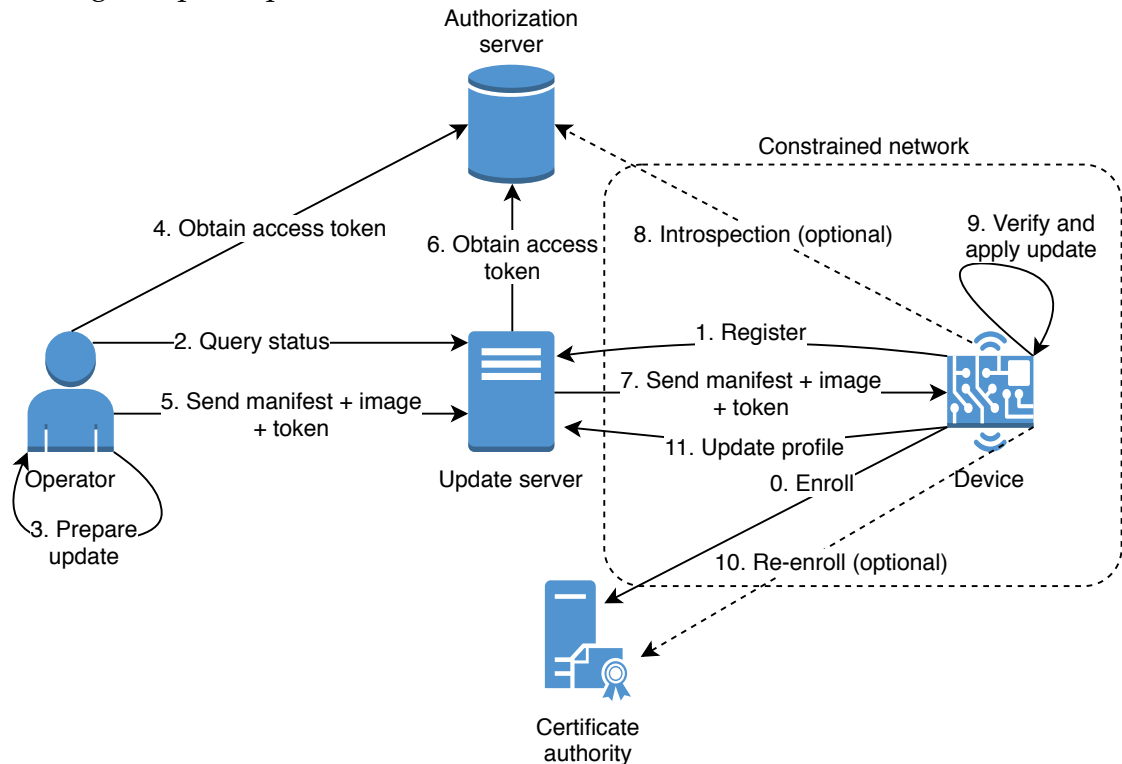 Authorization
server
Constrained network
4. Obtain access token
6. Obtain access
token
8. Introspection (optional)
9. Verify and
apply update
2. Query status
1. Register
5. Send manifest + image
+ token
7. Send manifest + image
+ token
11. Update profile
Operator
Update server
0. Enroll
Device
3. Prepare
update
10. Re-enroll (optional)
Certificate
authority